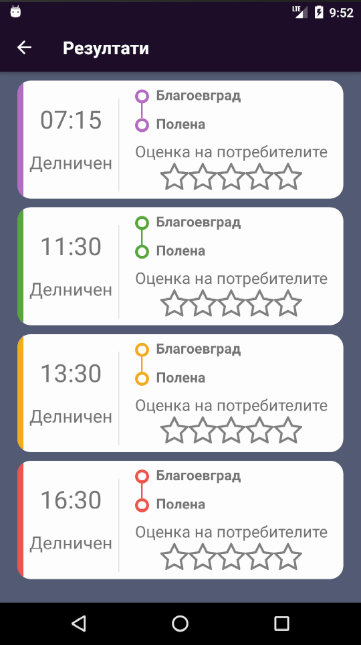 LTE 9:52
Резултати
07:15
Делничен
Благоевград
Полена
Оценка на потребителите
11:30
Делничен
Благоевград
Полена
Оценка на потребителите
13:30
Делничен
Благоевград
Полена
Оценка на потребителите
16:30
Делничен
Благоевград
Полена
Оценка на потребителите